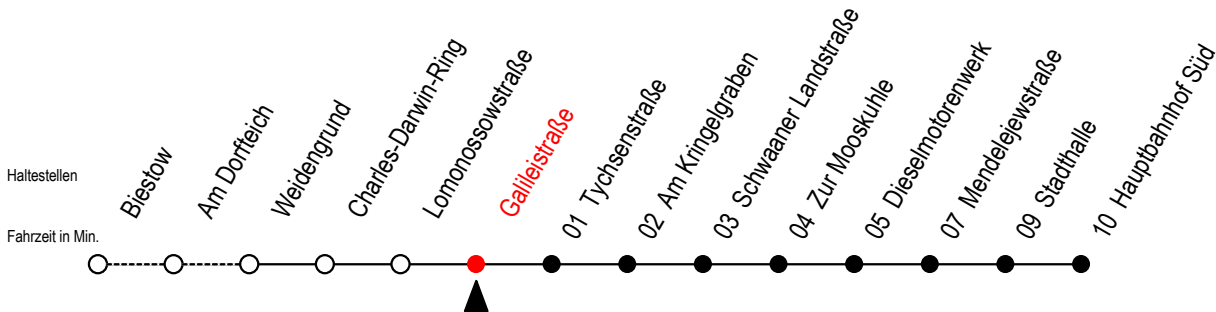 Haltestellen
Fahrzeit in Min.
Biestow
Am Dorfteich
Weidengrund
Charles-Darwin-Ring
Lomonossowstraße
Galileistraße
01 Tychsenstraße
02 Am Kringelgraben
03 Schwaaner Landstraße
04 Zur Mooskuhle
05 Dieselmotorenwerk
07 Mendelejewstraße
09 Stadthalle
10 Hauptbahnhof Süd